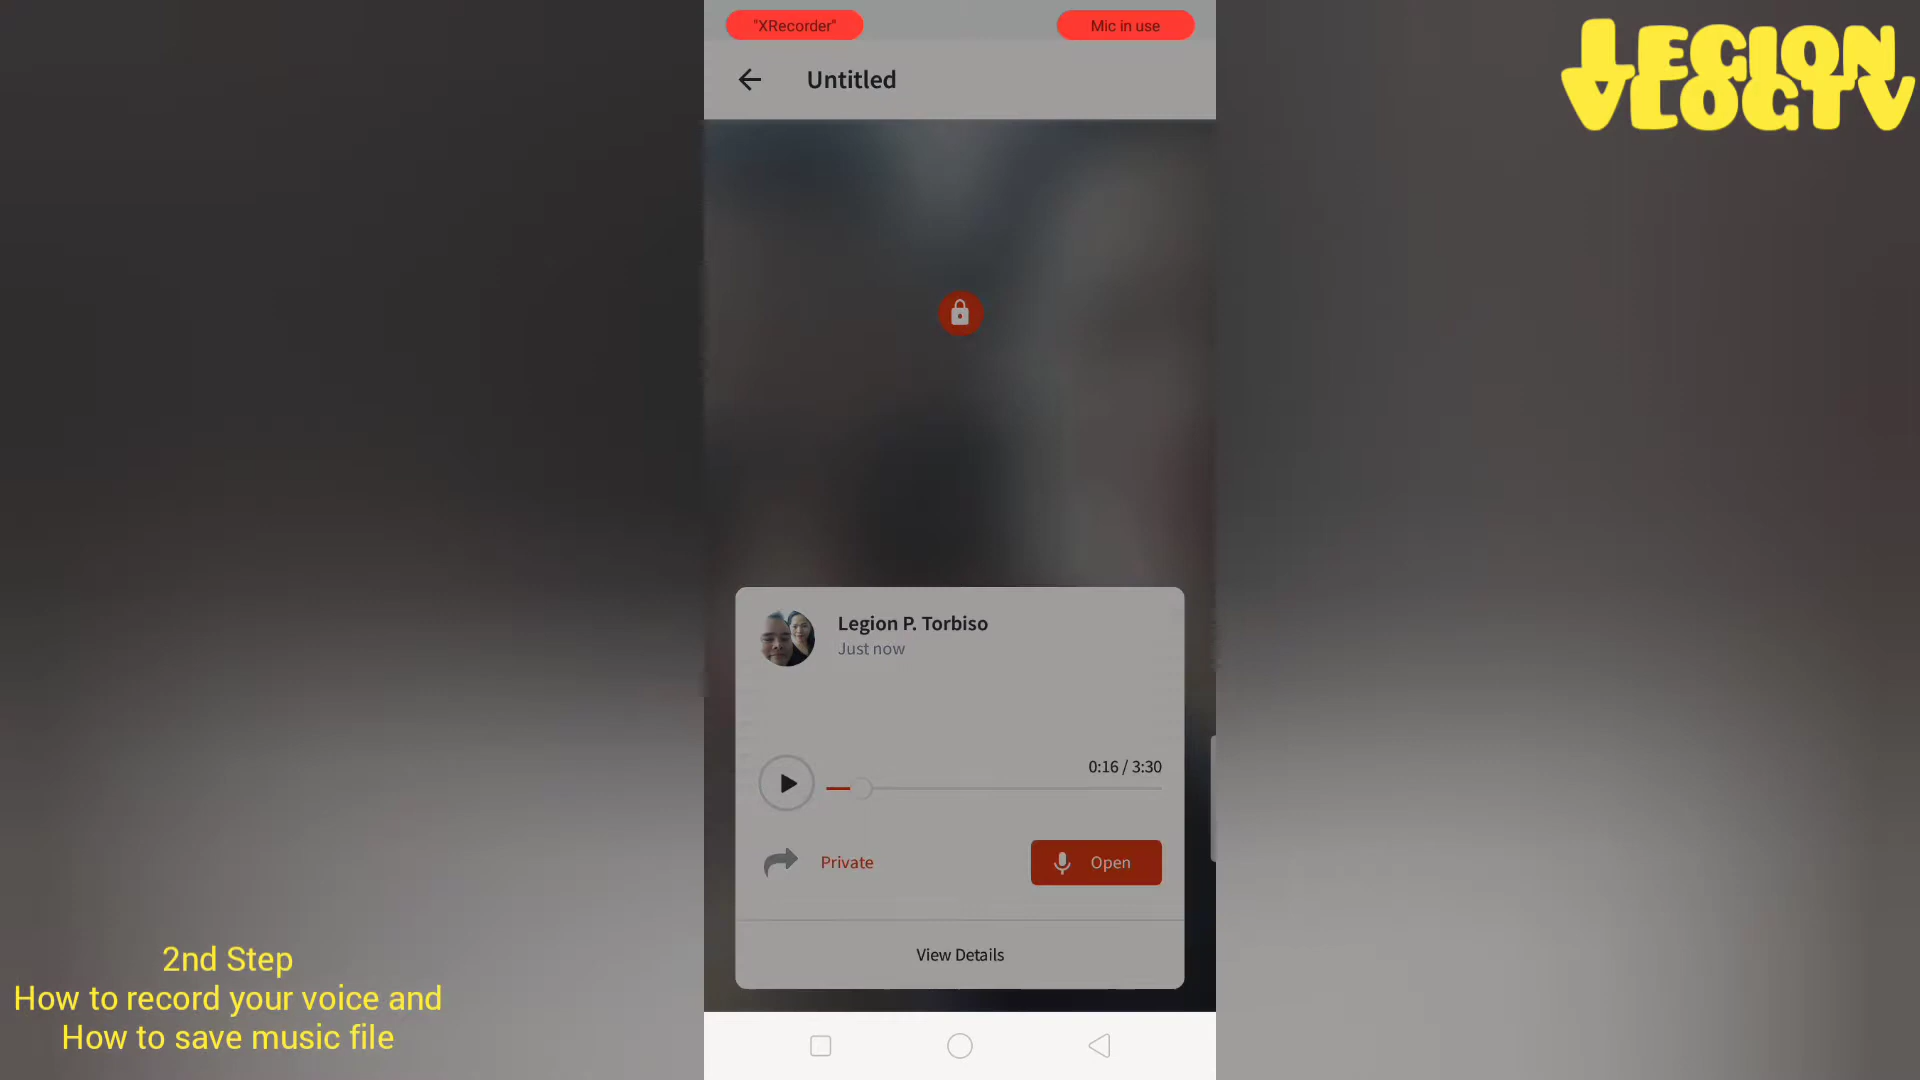 "XRecorder"
Mic in use
LEGION
VLOGTV
Untitled
Legion P. Torbiso
Just now
0:16 / 3:30
Private
Open
View Details
2nd Step
How to record your voice and
How to save music file